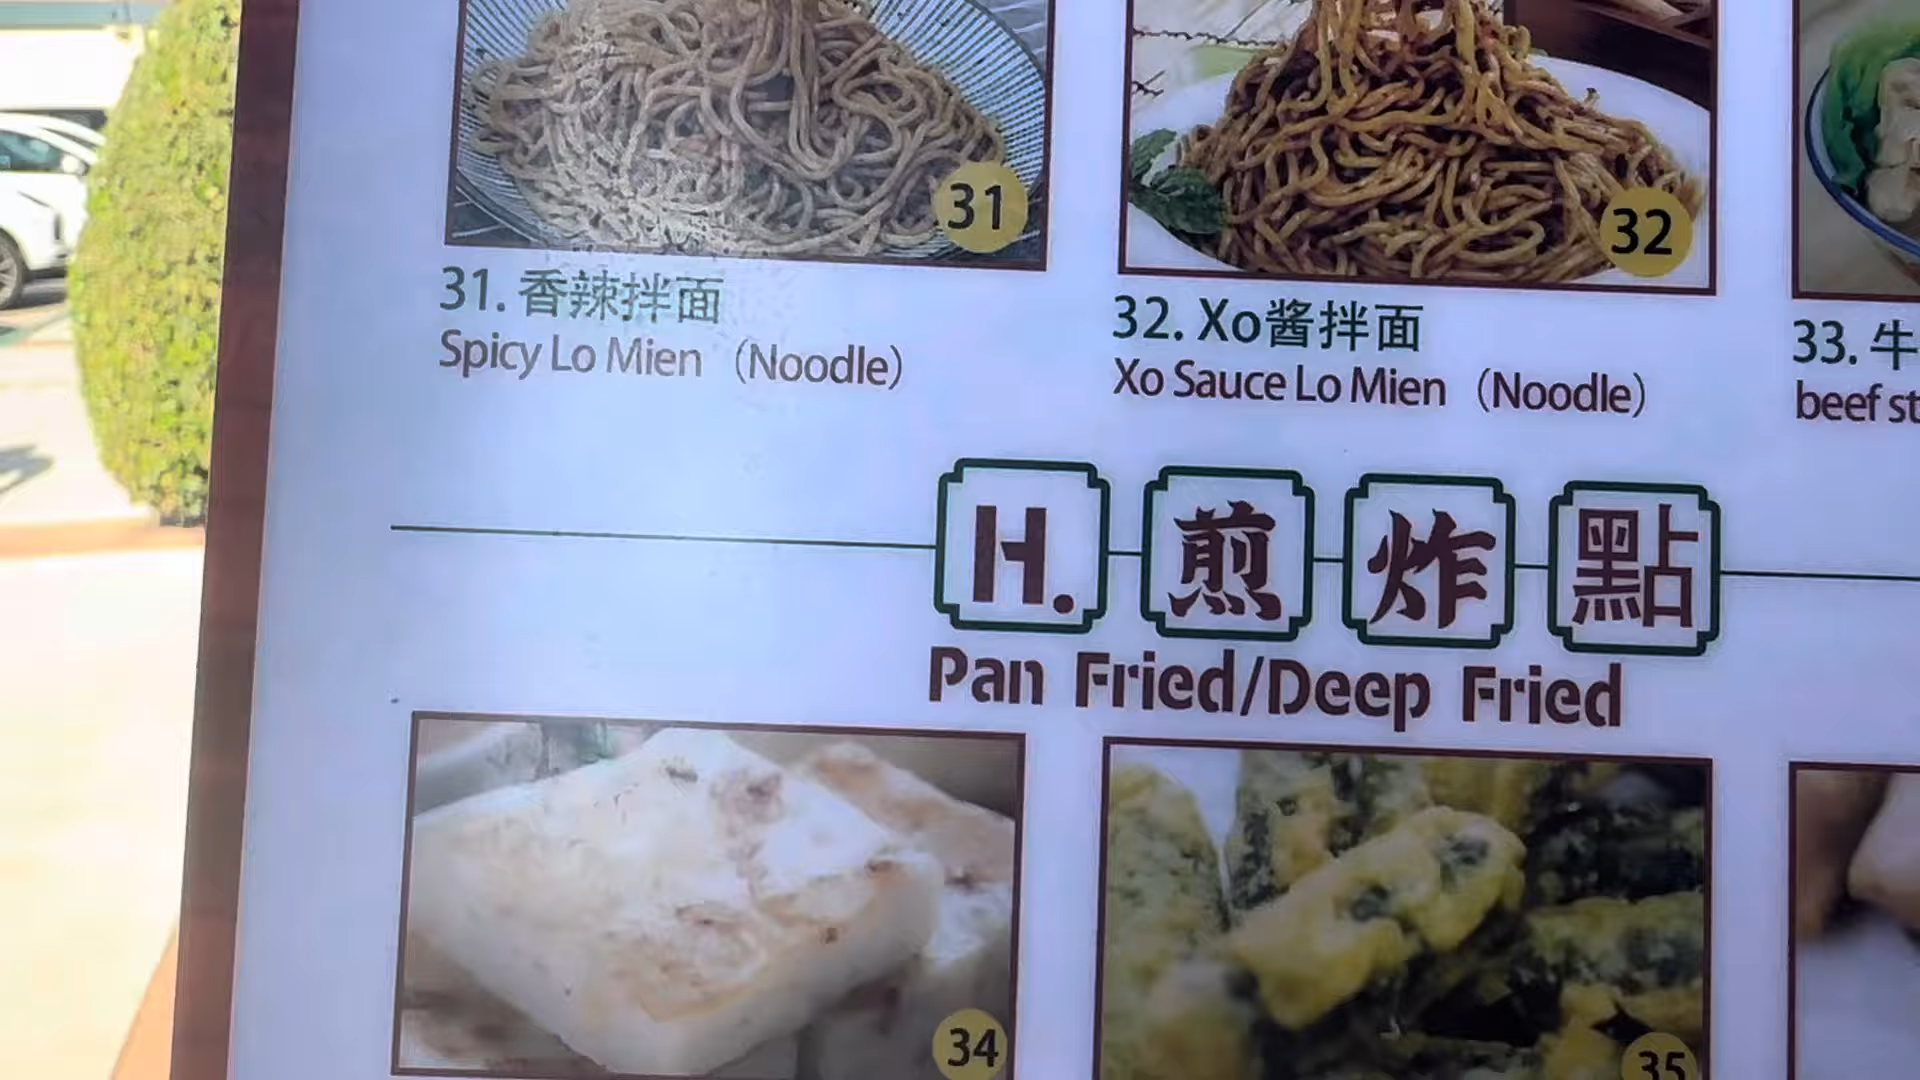 31
32
31. 香辣拌面
Spicy Lo Mien（Noodle）
32. Xo酱拌面
Xo Sauce Lo Mien（Noodle）
33. 牛
beef st
H. 煎炸點
Pan Fried/Deep Fried
34
35